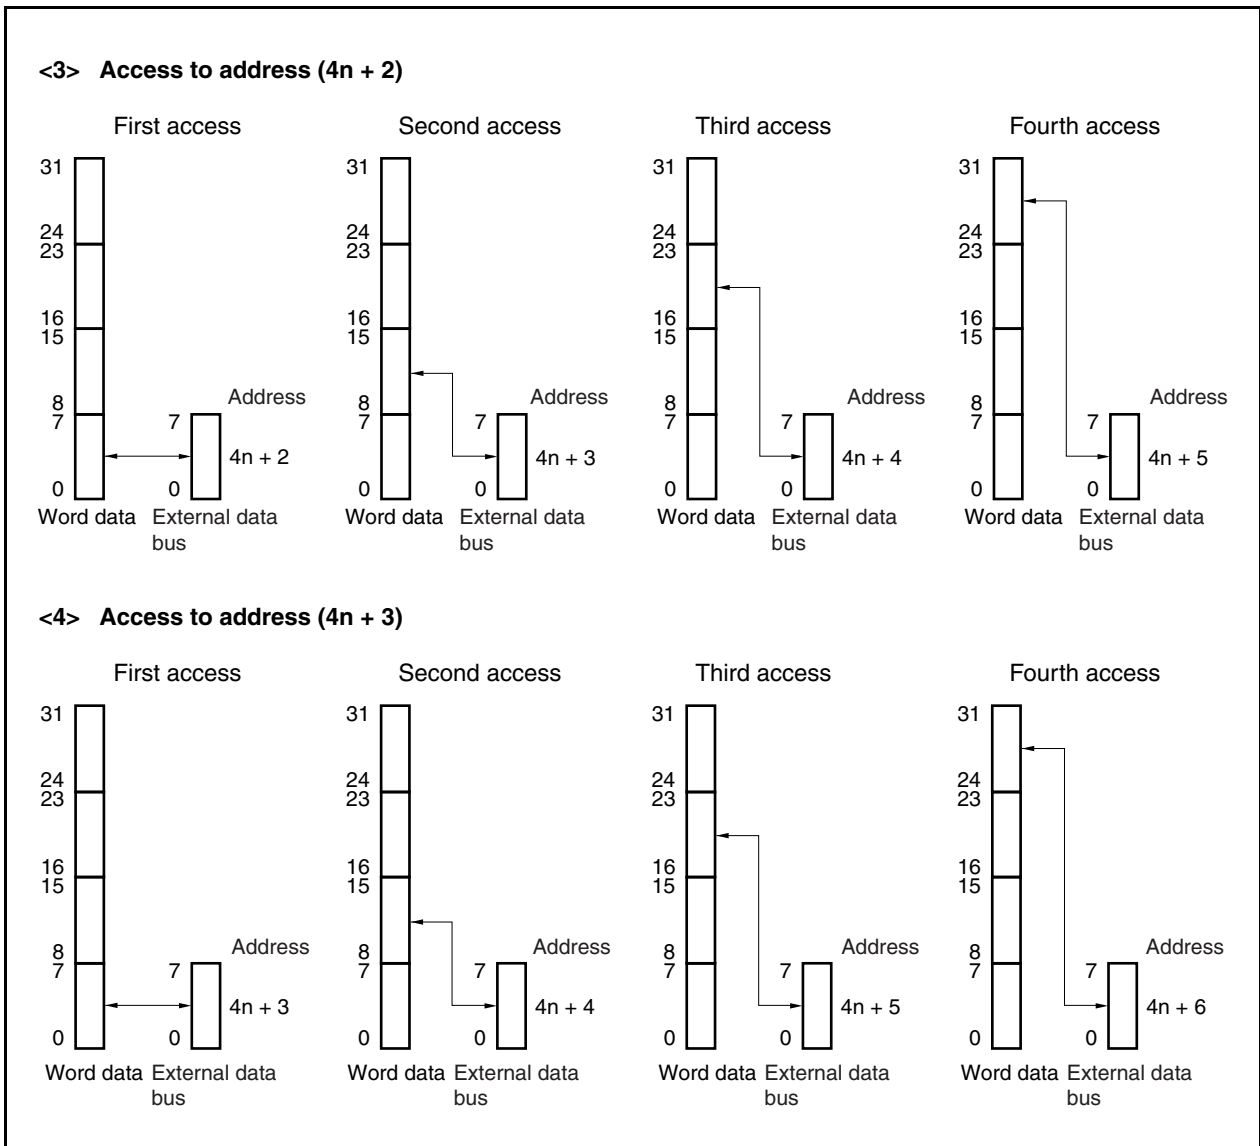 <3> Access to address (4n + 2)
First access Second access Third access Fourth access
31 31 31 31
24 24 24 24
23 23 23 23
16 16 16 16
15 15 15 15
Address Address Address Address
8 8 8 8
7 7 7 7 7 7 7 7
4n + 2 4n + 3 4n + 4 4n + 5
0 0 0 0 0 0 0 0
Word data External data Word data External data Word data External data Word data External data
bus bus bus bus
<4> Access to address (4n + 3)
First access Second access Third access Fourth access
31 31 31 31
24 24 24 24
23 23 23 23
16 16 16 16
15 15 15 15
Address Address Address Address
8 8 8 8
7 7 7 7 7 7 7 7
4n + 3 4n + 4 4n + 5 4n + 6
0 0 0 0 0 0 0 0
Word data External data Word data External data Word data External data Word data External data
bus bus bus bus